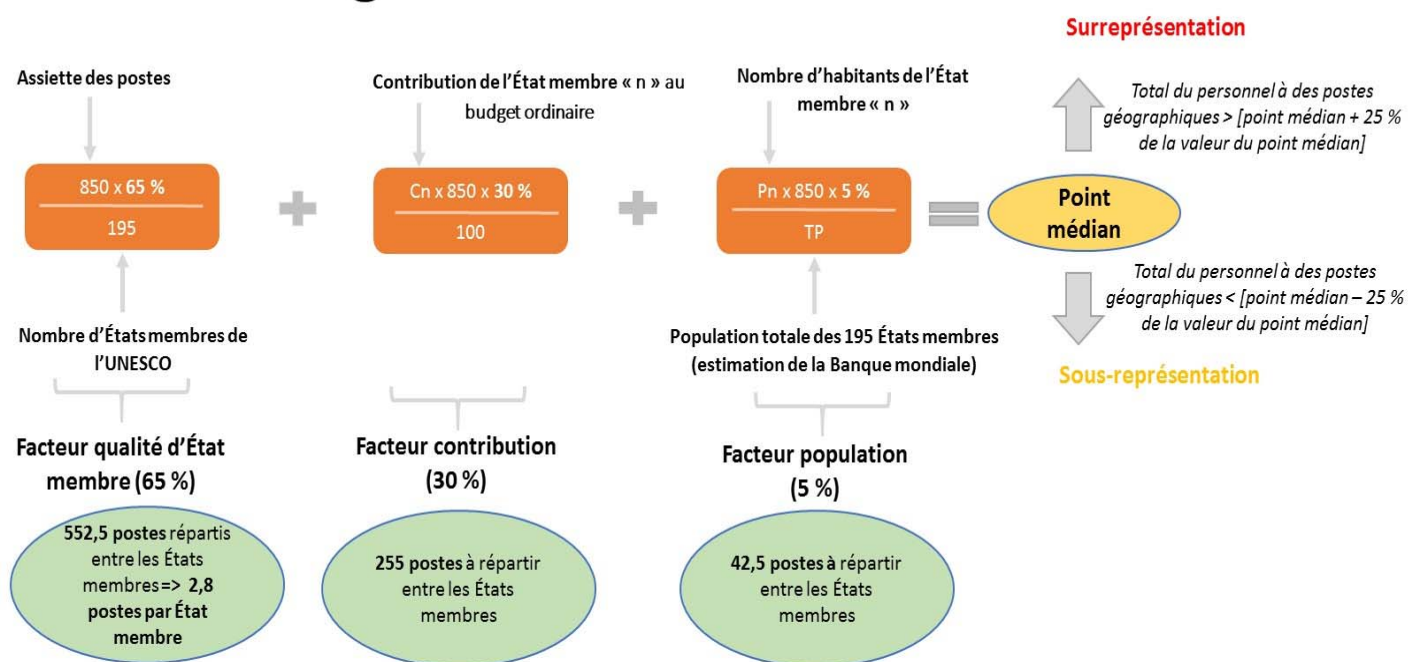 Surreprésentation
Assiette des postes
Contribution de l'État membre « n » au
budget ordinaire
Nombre d'habitants de l'État
membre « n »
Total du personnel à des postes
géographiques > [point médian + 25 %
de la valeur du point médian]
850 x 65 %
195
+
Cn x 850 x 30 %
100
+
Pn x 850 x 5 %
TP
=
Point
médian
Total du personnel à des postes
géographiques < [point médian – 25 %
de la valeur du point médian]
Sous-représentation
Nombre d'États membres de
l'UNESCO
Population totale des 195 États membres
(estimation de la Banque mondiale)
Facteur qualité d'État
membre (65 %)
Facteur contribution
(30 %)
Facteur population
(5 %)
552,5 postes répartis
entre les États
membres => 2,8
postes par État
membre
255 postes à répartir
entre les États
membres
42,5 postes à répartir
entre les États
membres